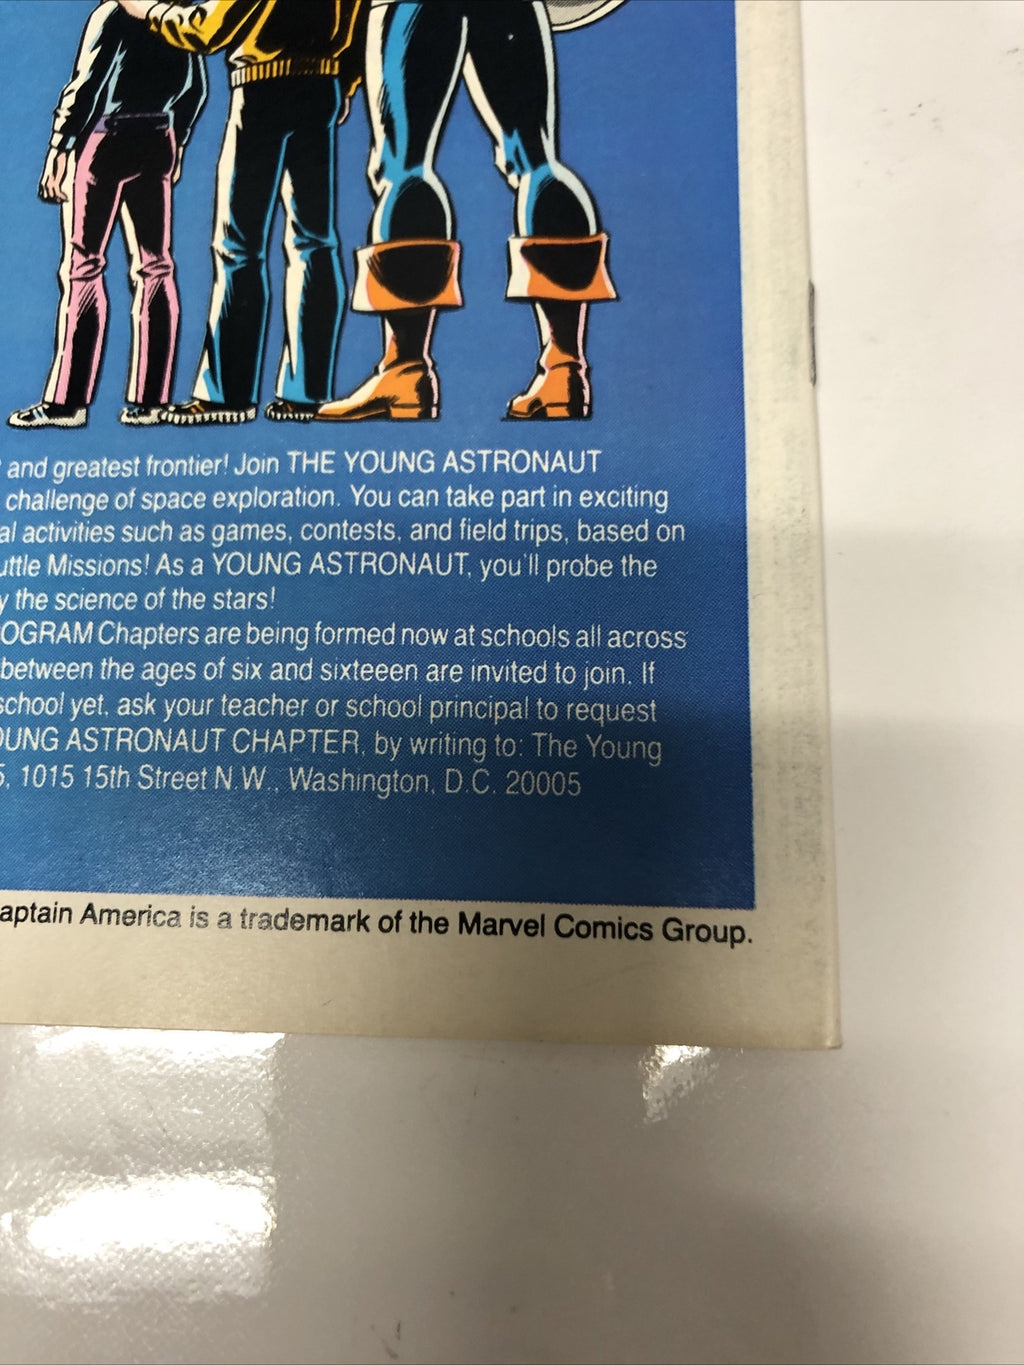 and greatest frontier! Join THE YOUNG ASTRONAUT
challenge of space exploration. You can take part in exciting
al activities such as games, contests, and field trips, based on
uttle Missions! As a YOUNG ASTRONAUT, you'll probe the
y the science of the stars!
OGRAM Chapters are being formed now at schools all across
between the ages of six and sixteeen are invited to join. If
school yet, ask your teacher or school principal to request
OUNG ASTRONAUT CHAPTER, by writing to: The Young
5, 1015 15th Street N.W., Washington, D.C. 20005
aptain America is a trademark of the Marvel Comics Group.